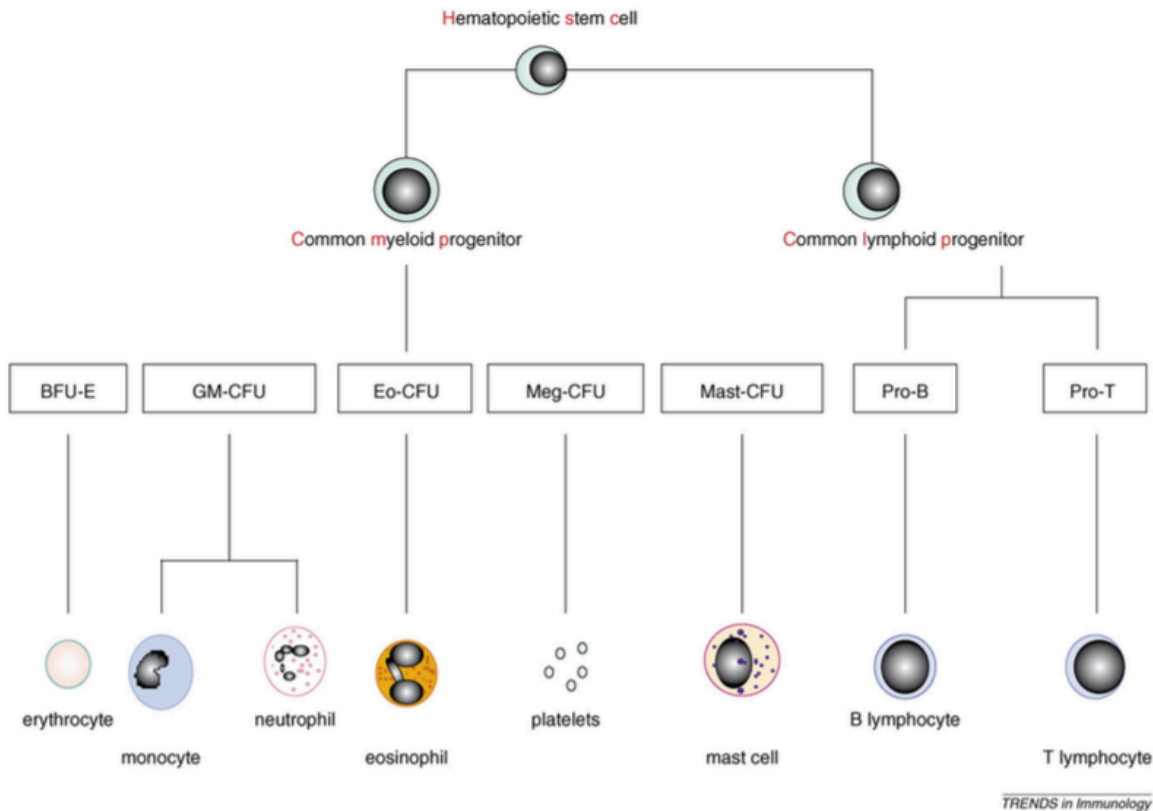 Hematopoietic stem cell
Common myeloid progenitor
Common lymphoid progenitor
BFU-E
GM-CFU
Eo-CFU
Meg-CFU
Mast-CFU
Pro-B
Pro-T
erythrocyte
monocyte
neutrophil
eosinophil
platelets
mast cell
B lymphocyte
T lymphocyte
TRENDS in Immunology